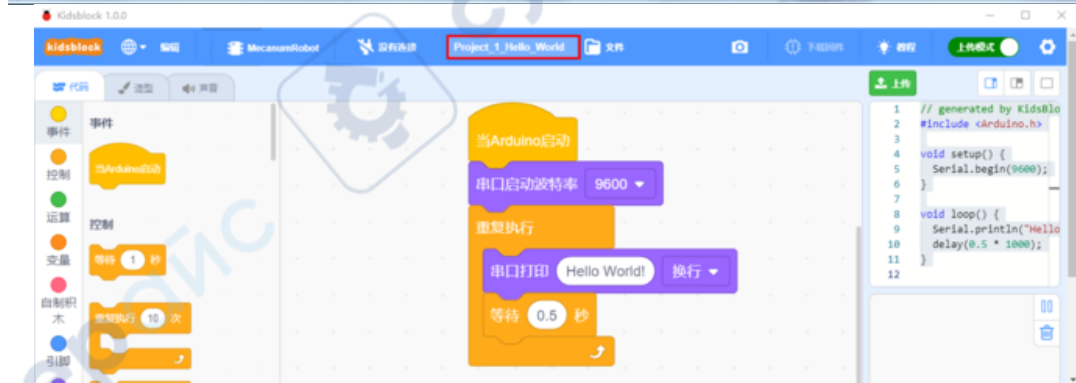 Kidsblock 1.0.0
kidsblock
编辑
MecanumRobot
没有连接
Project_1_Hello_World
文件
下载固件
教程
上传模式
代码
造型
声音
上传
事件
控制
运算
变量
自制积
木
引脚
事件
当Arduino启动
控制
等待 1 秒
重复执行 10 次
当Arduino启动
串口启动波特率 9600
重复执行
串口打印 Hello World! 换行
等待 0.5 秒
1 // generated by KidsBlo
2 #include <Arduino.h>
3
4 void setup() {
5 Serial.begin(9600);
6 }
7
8 void loop() {
9 Serial.println("Hello
10 delay(0.5 * 1000);
11 }
12